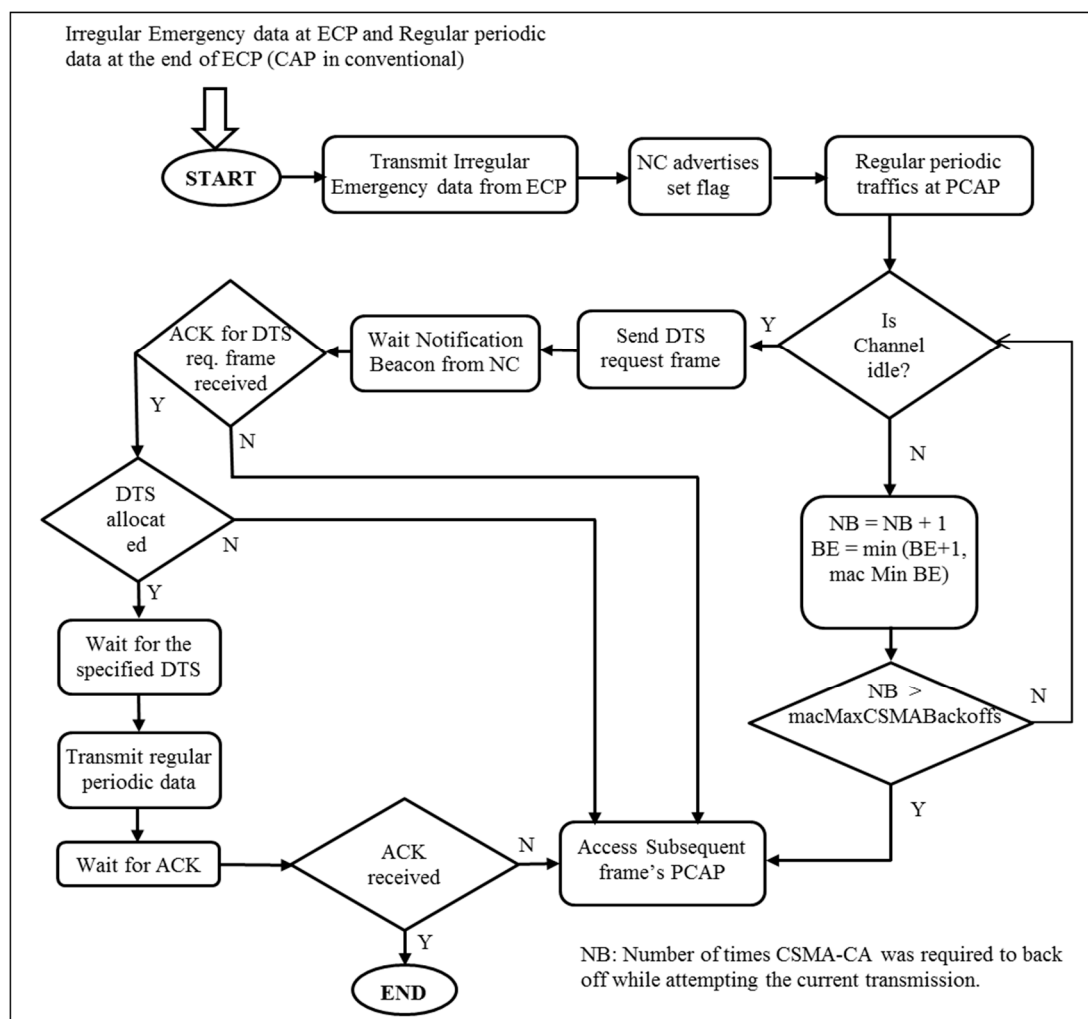 Irregular Emergency data at ECP and Regular periodic
data at the end of ECP (CAP in conventional)
START
Transmit Irregular
Emergency data from ECP
NC advertises
set flag
Regular periodic
traffics at PCAP
Is
Channel
idle?
Y
N
Send DTS
request frame
Wait Notification
Beacon from NC
ACK for DTS
req. frame
received
Y
N
DTS
allocat
ed
N
Y
NB = NB + 1
BE = min (BE+1,
mac Min BE)
NB >
macMaxCSMABackoffs
N
Y
Wait for the
specified DTS
Transmit regular
periodic data
Wait for ACK
ACK
received
N
Y
Access Subsequent
frame's PCAP
END
NB: Number of times CSMA-CA was required to back
off while attempting the current transmission.